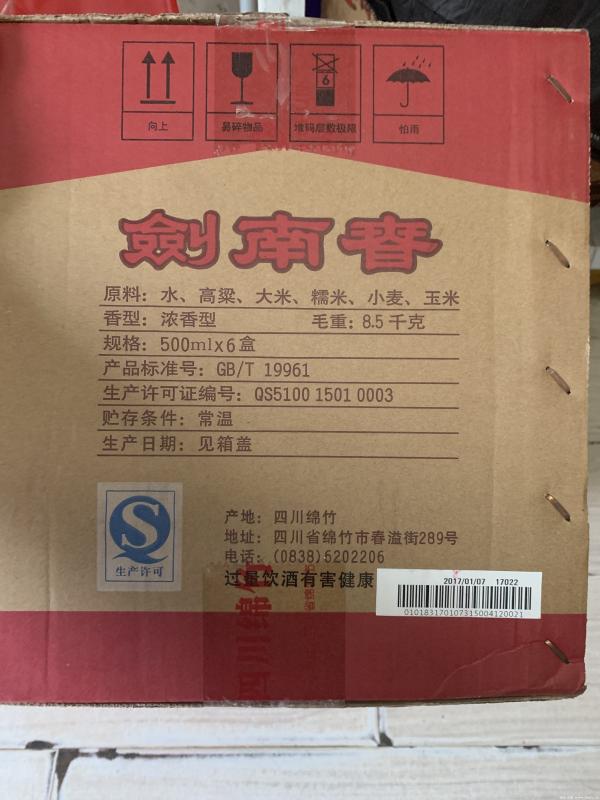 6
向上 易碎物品 堆码层数极限 怕雨
劍南春
原料：水、高粱、大米、糯米、小麦、玉米
香型：浓香型 毛重：8.5 千克
规格：500mlx6盒
产品标准号：GB/T 19961
生产许可证编号：QS5100 1501 0003
贮存条件：常温
生产日期：见箱盖
生产许可
产地：四川绵竹
地址：四川省绵竹市春溢街289号
电话：(0838)6202206
过量饮酒有害健康
2017/01/07 17022
010183170107315004120021
四川绵竹